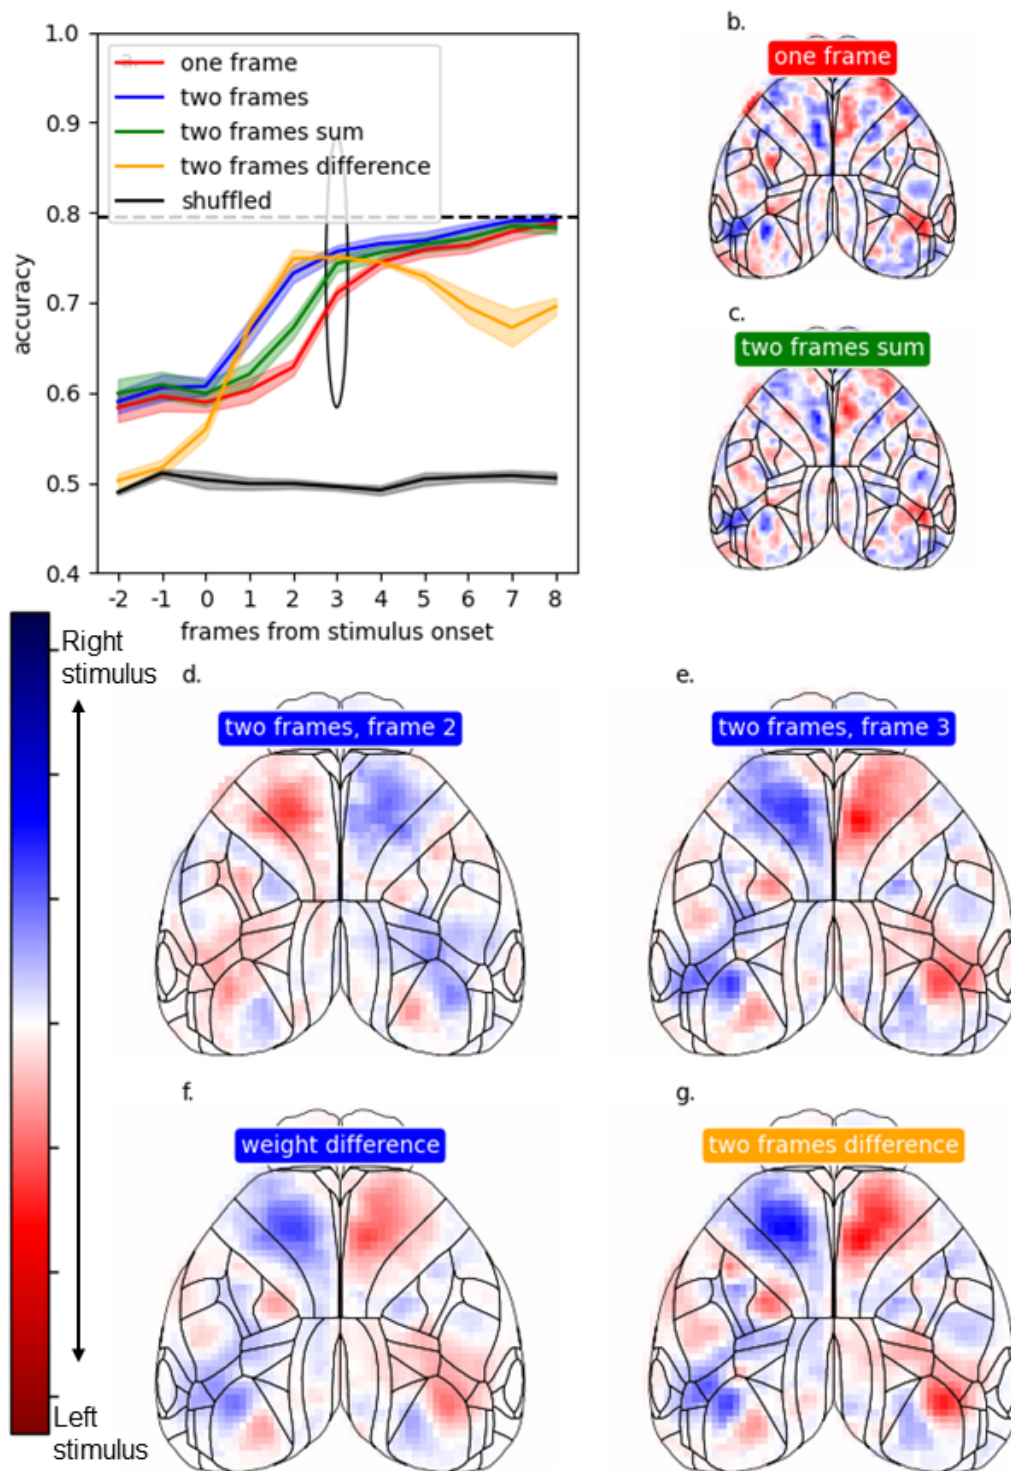 a.
one frame
two frames
two frames sum
two frames difference
shuffled
1.0
0.9
0.8
0.7
0.6
0.5
0.4
accuracy
-2 -1 0 1 2 3 4 5 6 7 8
frames from stimulus onset
b.
one frame
c.
two frames sum
Right
stimulus
Left
stimulus
d.
two frames, frame 2
e.
two frames, frame 3
f.
weight difference
g.
two frames difference